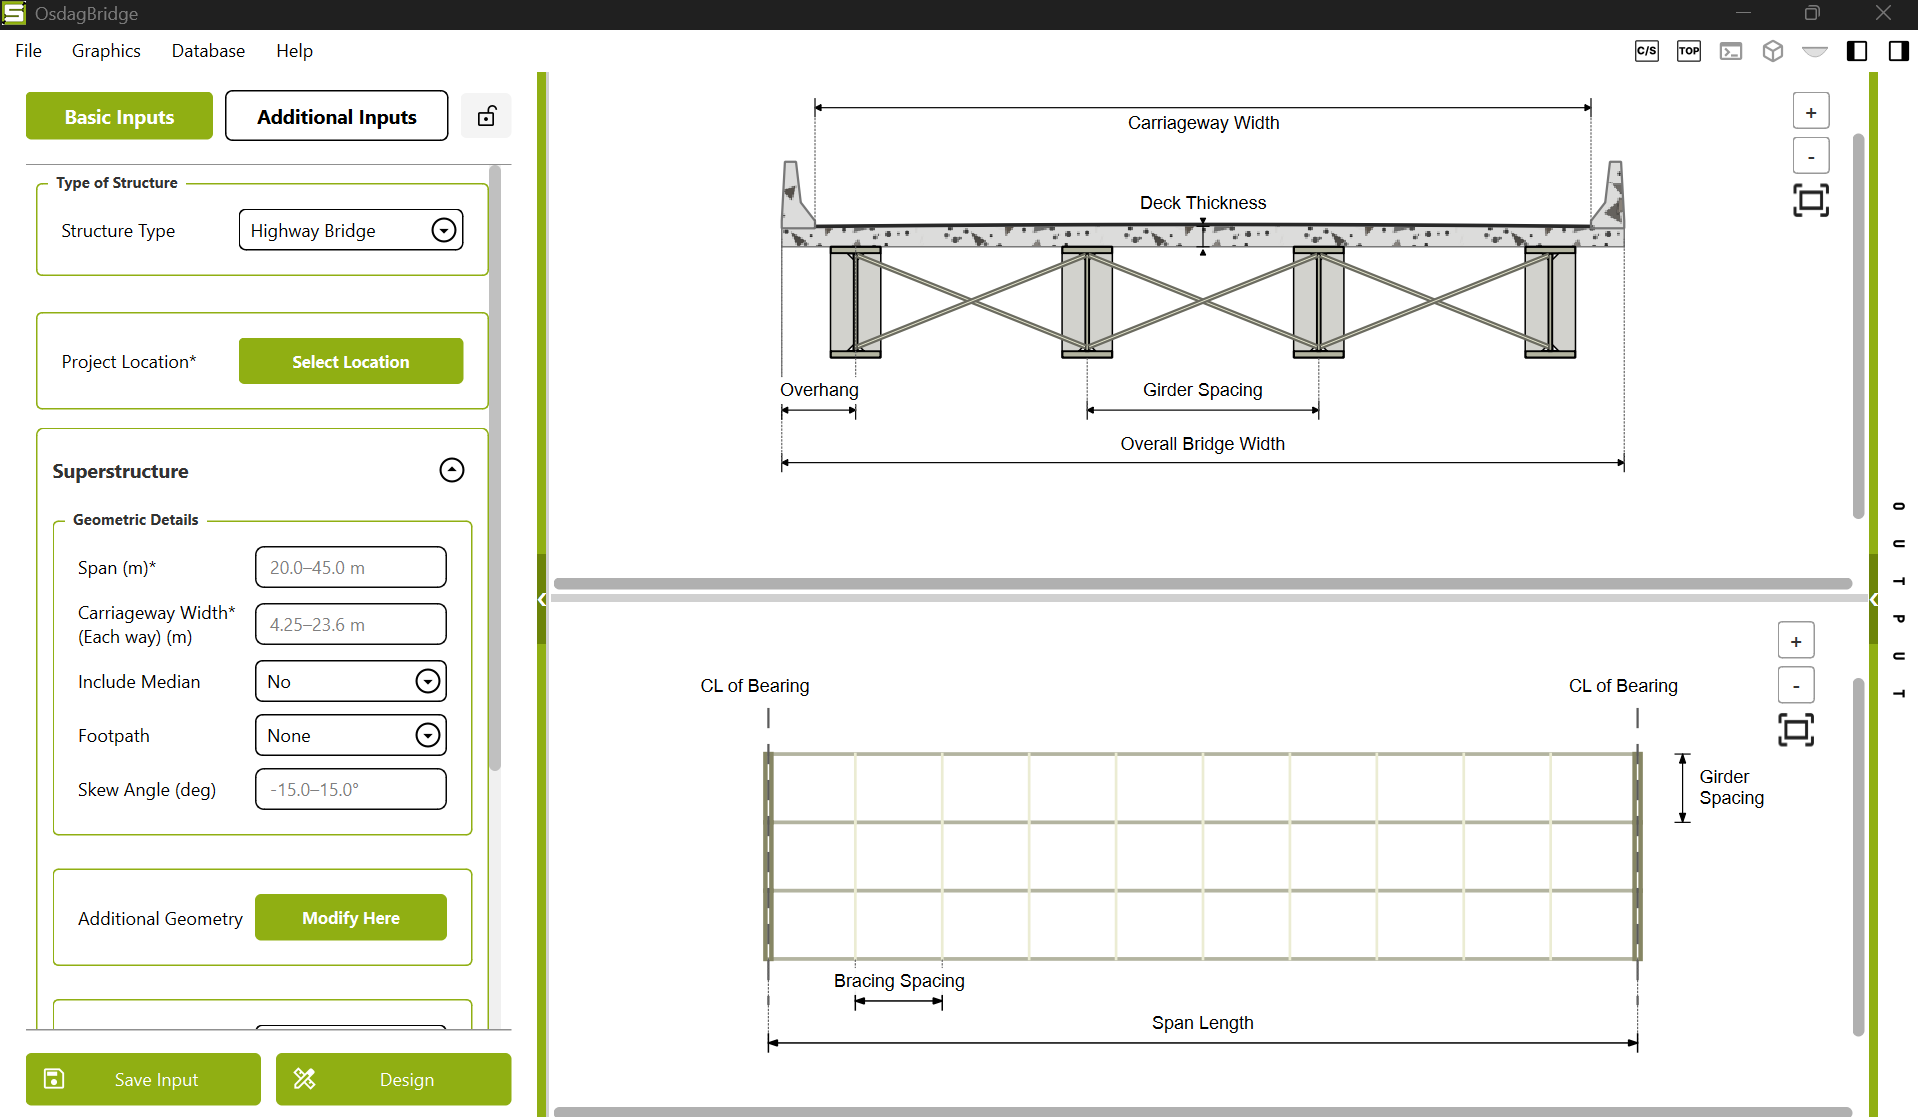 OsdagBridge
File Graphics Database Help
C/S TOP
Basic Inputs Additional Inputs
Type of Structure
Structure Type Highway Bridge
Project Location* Select Location
Superstructure
Geometric Details
Span (m)* 20.0–45.0 m
Carriageway Width*
(Each way) (m) 4.25–23.6 m
Include Median No
Footpath None
Skew Angle (deg) -15.0–15.0°
Additional Geometry Modify Here
Save Input Design
Carriageway Width
Deck Thickness
Overhang Girder Spacing
Overall Bridge Width
+
-
CL of Bearing CL of Bearing
Girder
Spacing
Bracing Spacing
Span Length
+
-
OUTPUT